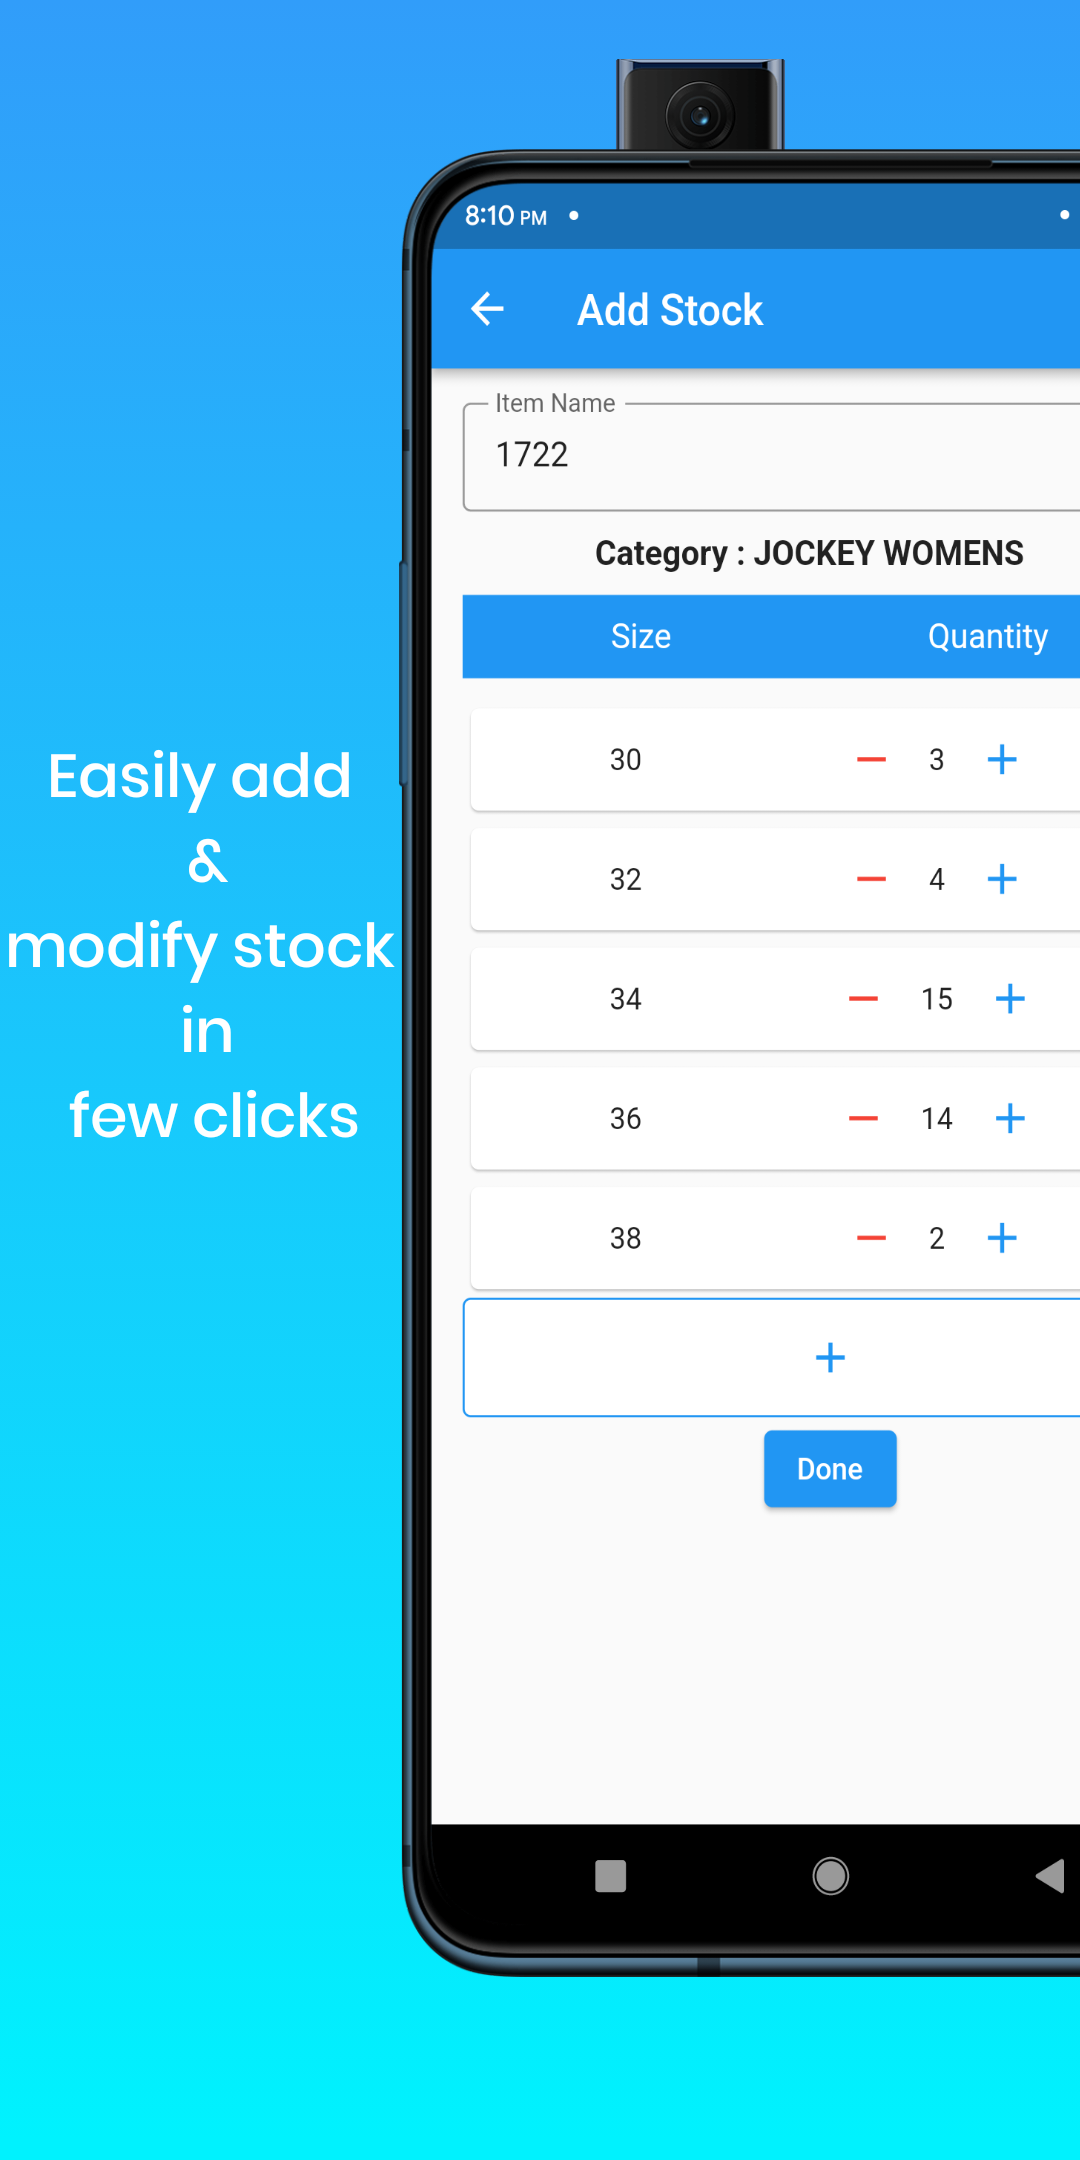 8:10 PM
Add Stock
Item Name
1722
Category : JOCKEY WOMENS
Size Quantity
30 3
32 4
34 15
36 14
38 2
Done
Easily add
&
modify stock
in
few clicks